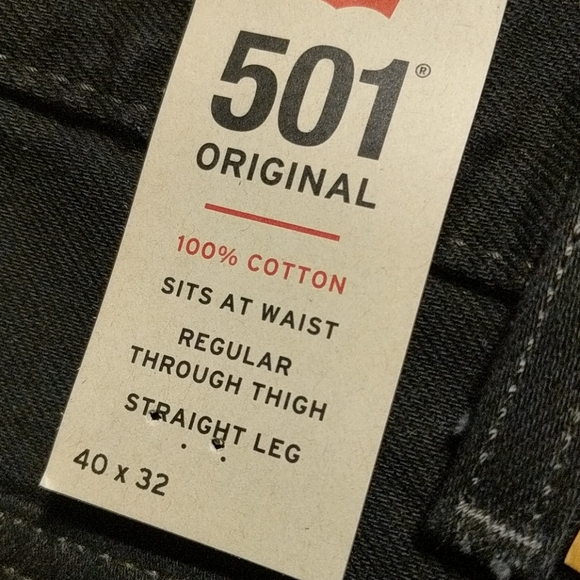 501®
ORIGINAL
100% COTTON
SITS AT WAIST
REGULAR
THROUGH THIGH
STRAIGHT LEG
40 x 32